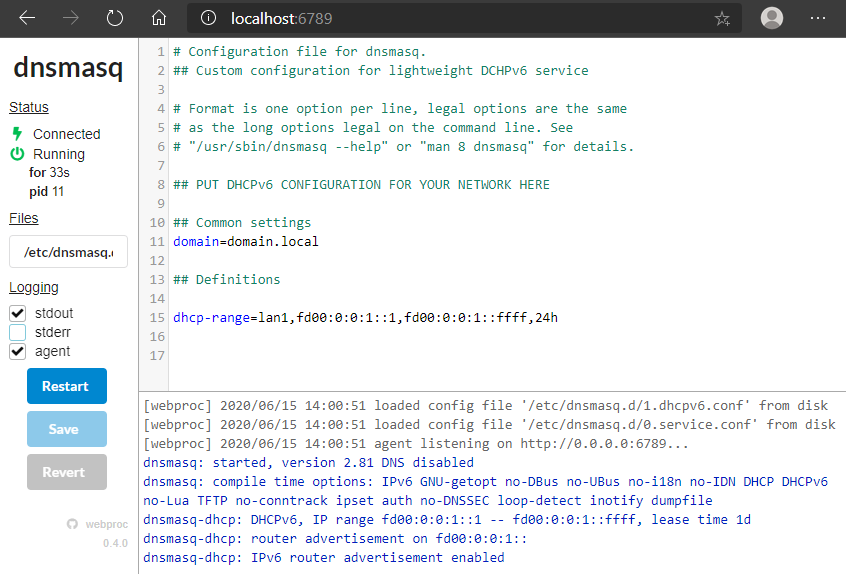 localhost:6789
dnsmasq
Status
Connected
Running
for 33s
pid 11
Files
/etc/dnsmasq.
Logging
stdout
stderr
agent
Restart
Save
Revert
webproc
0.4.0
1 # Configuration file for dnsmasq.
2 ## Custom configuration for lightweight DCHPv6 service
3
4 # Format is one option per line, legal options are the same
5 # as the long options legal on the command line. See
6 # "/usr/sbin/dnsmasq --help" or "man 8 dnsmasq" for details.
7
8 ## PUT DHCPv6 CONFIGURATION FOR YOUR NETWORK HERE
9
10 ## Common settings
11 domain=domain.local
12
13 ## Definitions
14
15 dhcp-range=lan1,fd00:0:0:1::1,fd00:0:0:1::ffff,24h
16
17
[webproc] 2020/06/15 14:00:51 loaded config file '/etc/dnsmasq.d/1.dhcpv6.conf' from disk
[webproc] 2020/06/15 14:00:51 loaded config file '/etc/dnsmasq.d/0.service.conf' from disk
[webproc] 2020/06/15 14:00:51 agent listening on http://0.0.0.0:6789...
dnsmasq: started, version 2.81 DNS disabled
dnsmasq: compile time options: IPv6 GNU-getopt no-DBus no-UBus no-i18n no-IDN DHCP DHCPv6
no-Lua TFTP no-conntrack ipset auth no-DNSSEC loop-detect inotify dumpfile
dnsmasq-dhcp: DHCPv6, IP range fd00:0:0:1::1 -- fd00:0:0:1::ffff, lease time 1d
dnsmasq-dhcp: router advertisement on fd00:0:0:1::
dnsmasq-dhcp: IPv6 router advertisement enabled